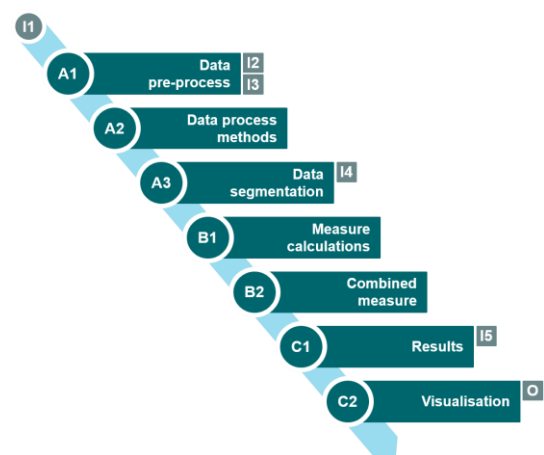 I1
A1
Data
pre-process
I2
I3
A2
Data process
methods
A3
Data
segmentation
I4
B1
Measure
calculations
B2
Combined
measure
C1
Results
I5
C2
Visualisation
O